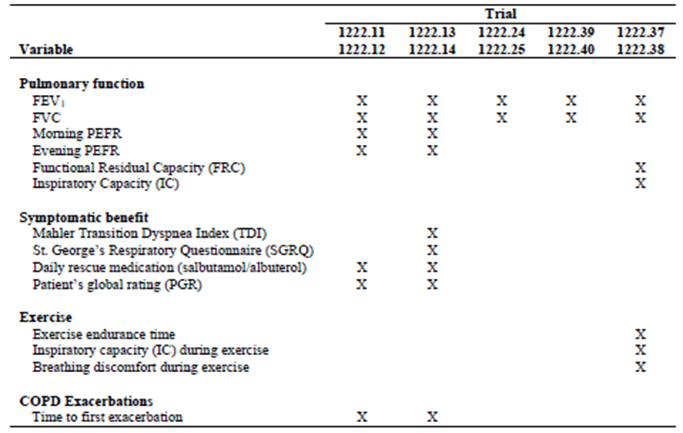 Trial
1222.11 1222.13 1222.24 1222.39 1222.37
Variable 1222.12 1222.14 1222.25 1222.40 1222.38
Pulmonary function
FEV₁ X X X X X
FVC X X X X X
Morning PEFR X X
Evening PEFR X X
Functional Residual Capacity (FRC) X
Inspiratory Capacity (IC) X
Symptomatic benefit
Mahler Transition Dyspnea Index (TDI) X
St. George's Respiratory Questionnaire (SGRQ) X
Daily rescue medication (salbutamol/albuterol) X X
Patient's global rating (PGR) X X
Exercise
Exercise endurance time X
Inspiratory capacity (IC) during exercise X
Breathing discomfort during exercise X
COPD Exacerbations
Time to first exacerbation X X